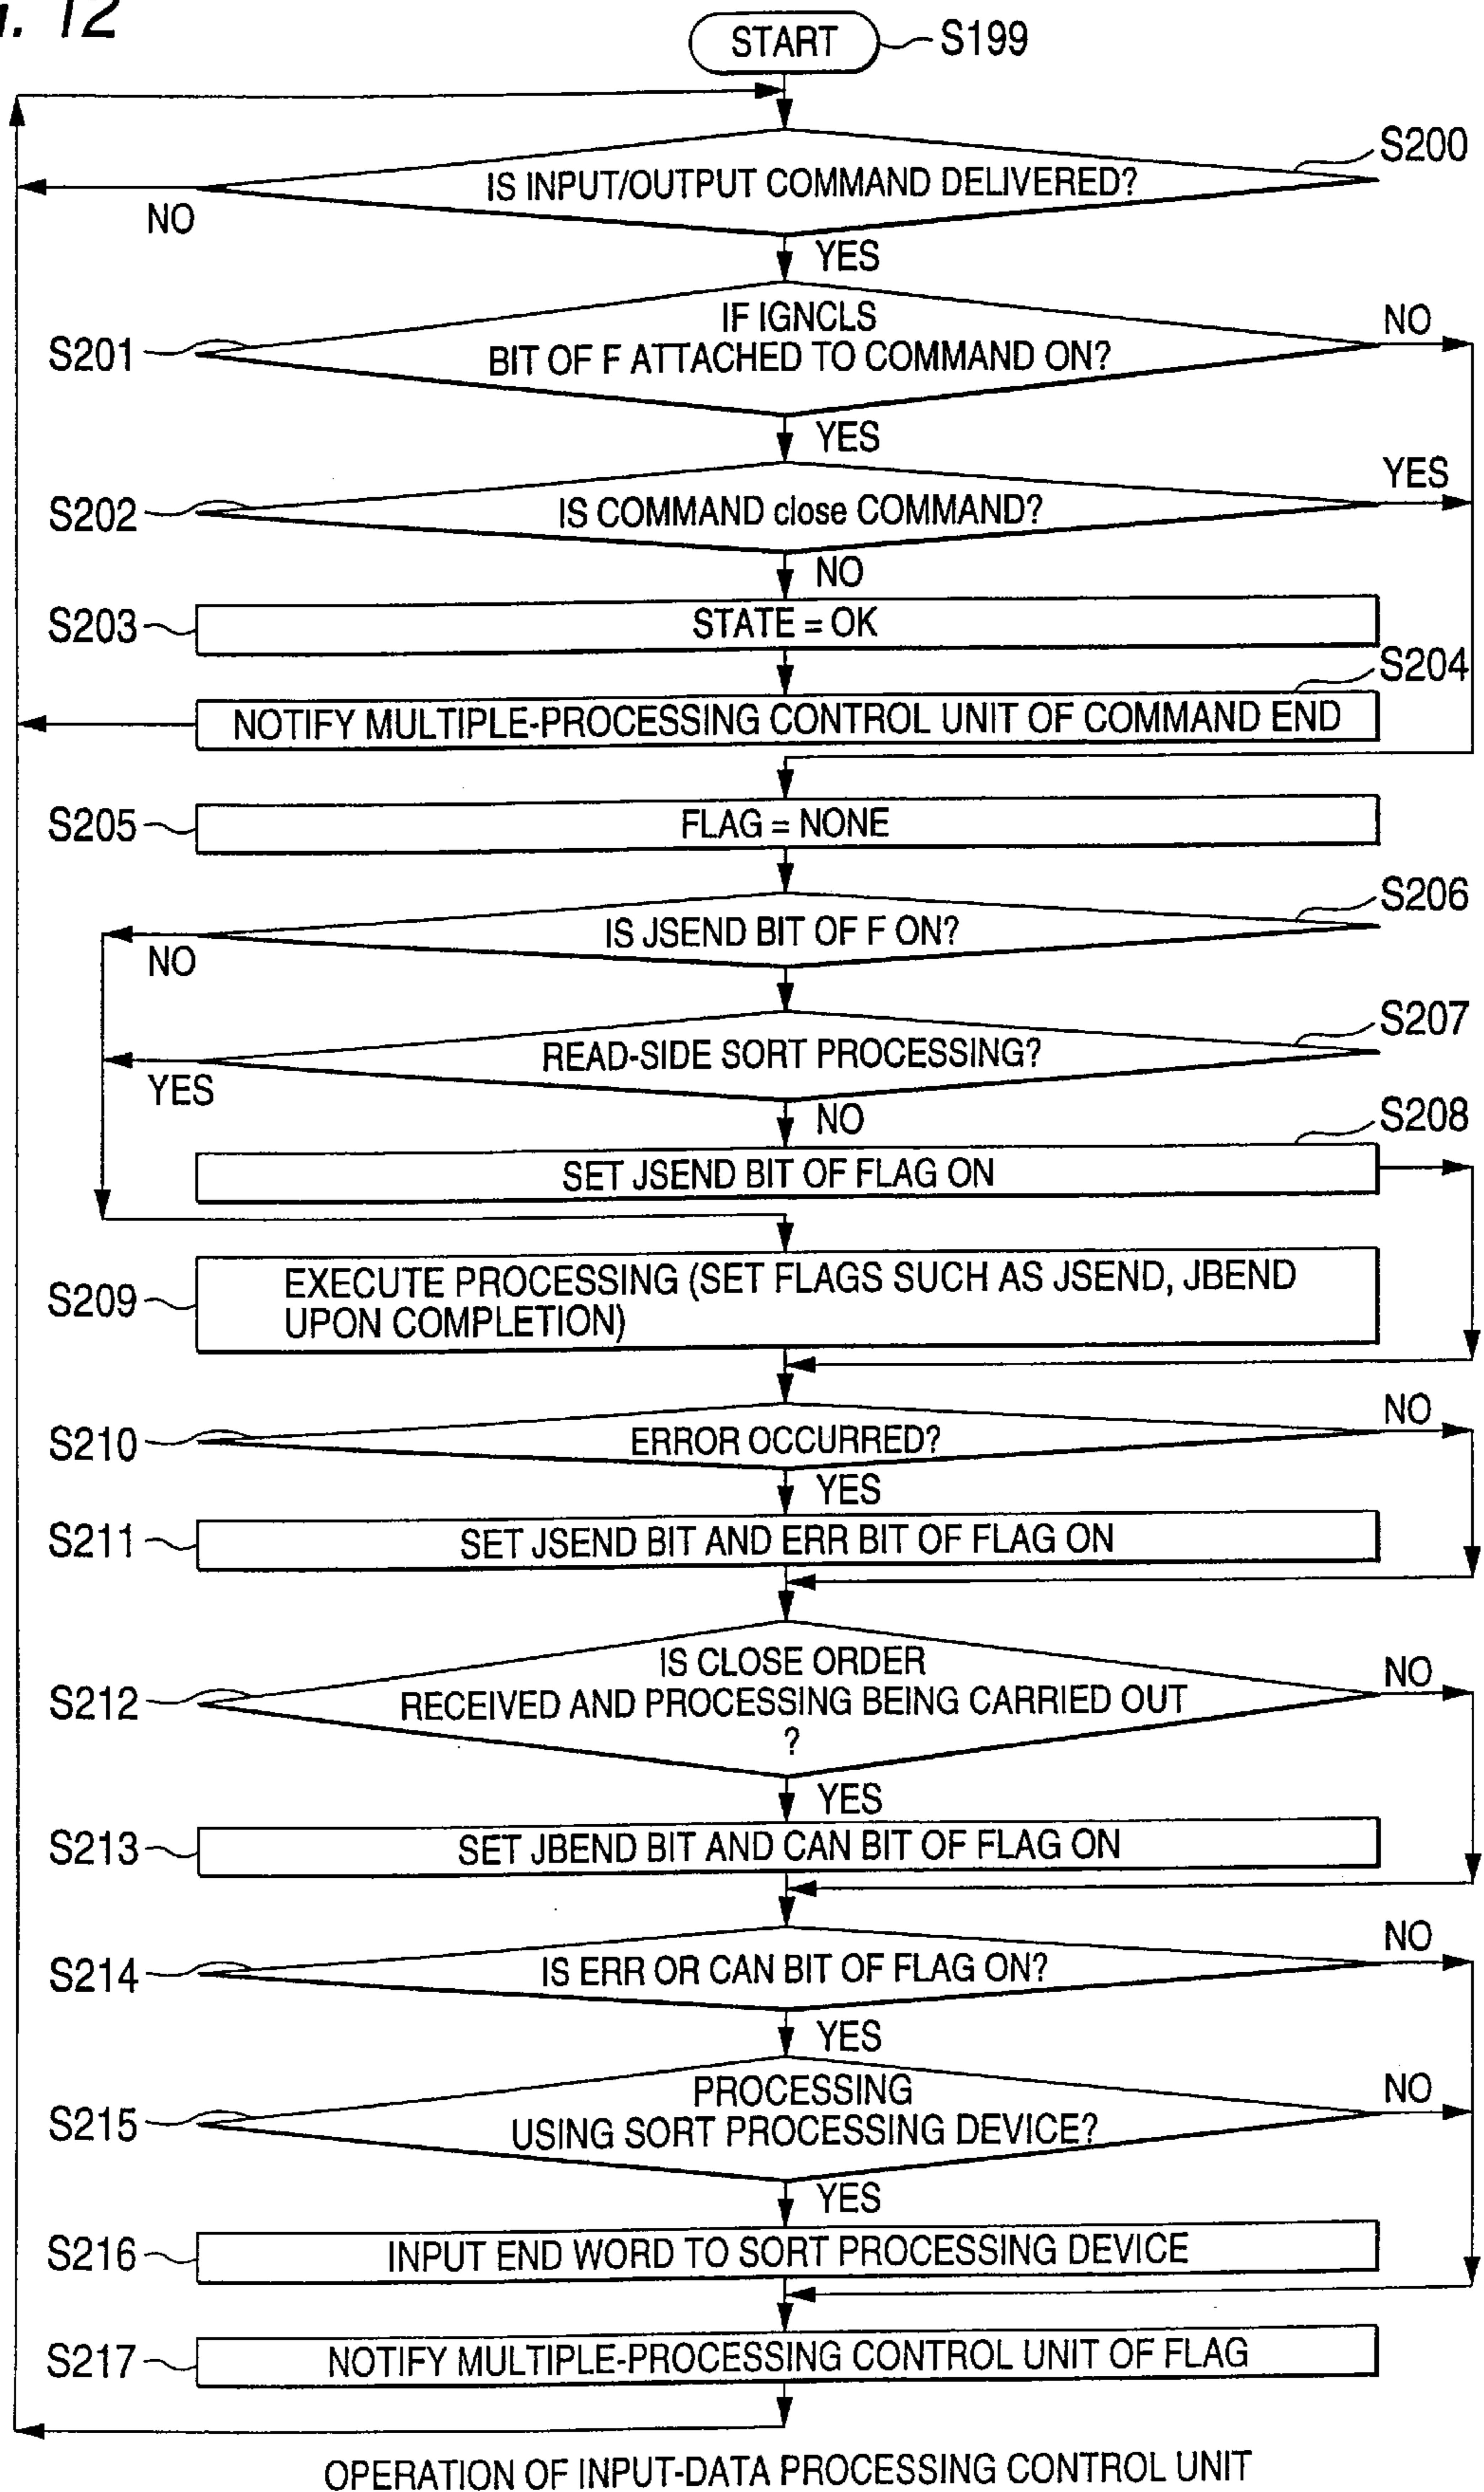 12
START
S199
S200
IS INPUT/OUTPUT COMMAND DELIVERED?
NO
YES
IF IGNCLS
BIT OF F ATTACHED TO COMMAND ON?
NO
S201
YES
S202
IS COMMAND close COMMAND?
YES
NO
S203
STATE = OK
S204
NOTIFY MULTIPLE-PROCESSING CONTROL UNIT OF COMMAND END
S205
FLAG = NONE
S206
IS JSEND BIT OF F ON?
NO
S207
READ-SIDE SORT PROCESSING?
YES
NO
S208
SET JSEND BIT OF FLAG ON
S209
EXECUTE PROCESSING (SET FLAGS SUCH AS JSEND, JBEND
UPON COMPLETION)
S210
ERROR OCCURRED?
NO
YES
S211
SET JSEND BIT AND ERR BIT OF FLAG ON
S212
IS CLOSE ORDER
RECEIVED AND PROCESSING BEING CARRIED OUT
?
NO
YES
S213
SET JBEND BIT AND CAN BIT OF FLAG ON
S214
IS ERR OR CAN BIT OF FLAG ON?
NO
YES
S215
PROCESSING
USING SORT PROCESSING DEVICE?
NO
YES
S216
INPUT END WORD TO SORT PROCESSING DEVICE
S217
NOTIFY MULTIPLE-PROCESSING CONTROL UNIT OF FLAG
OPERATION OF INPUT-DATA PROCESSING CONTROL UNIT